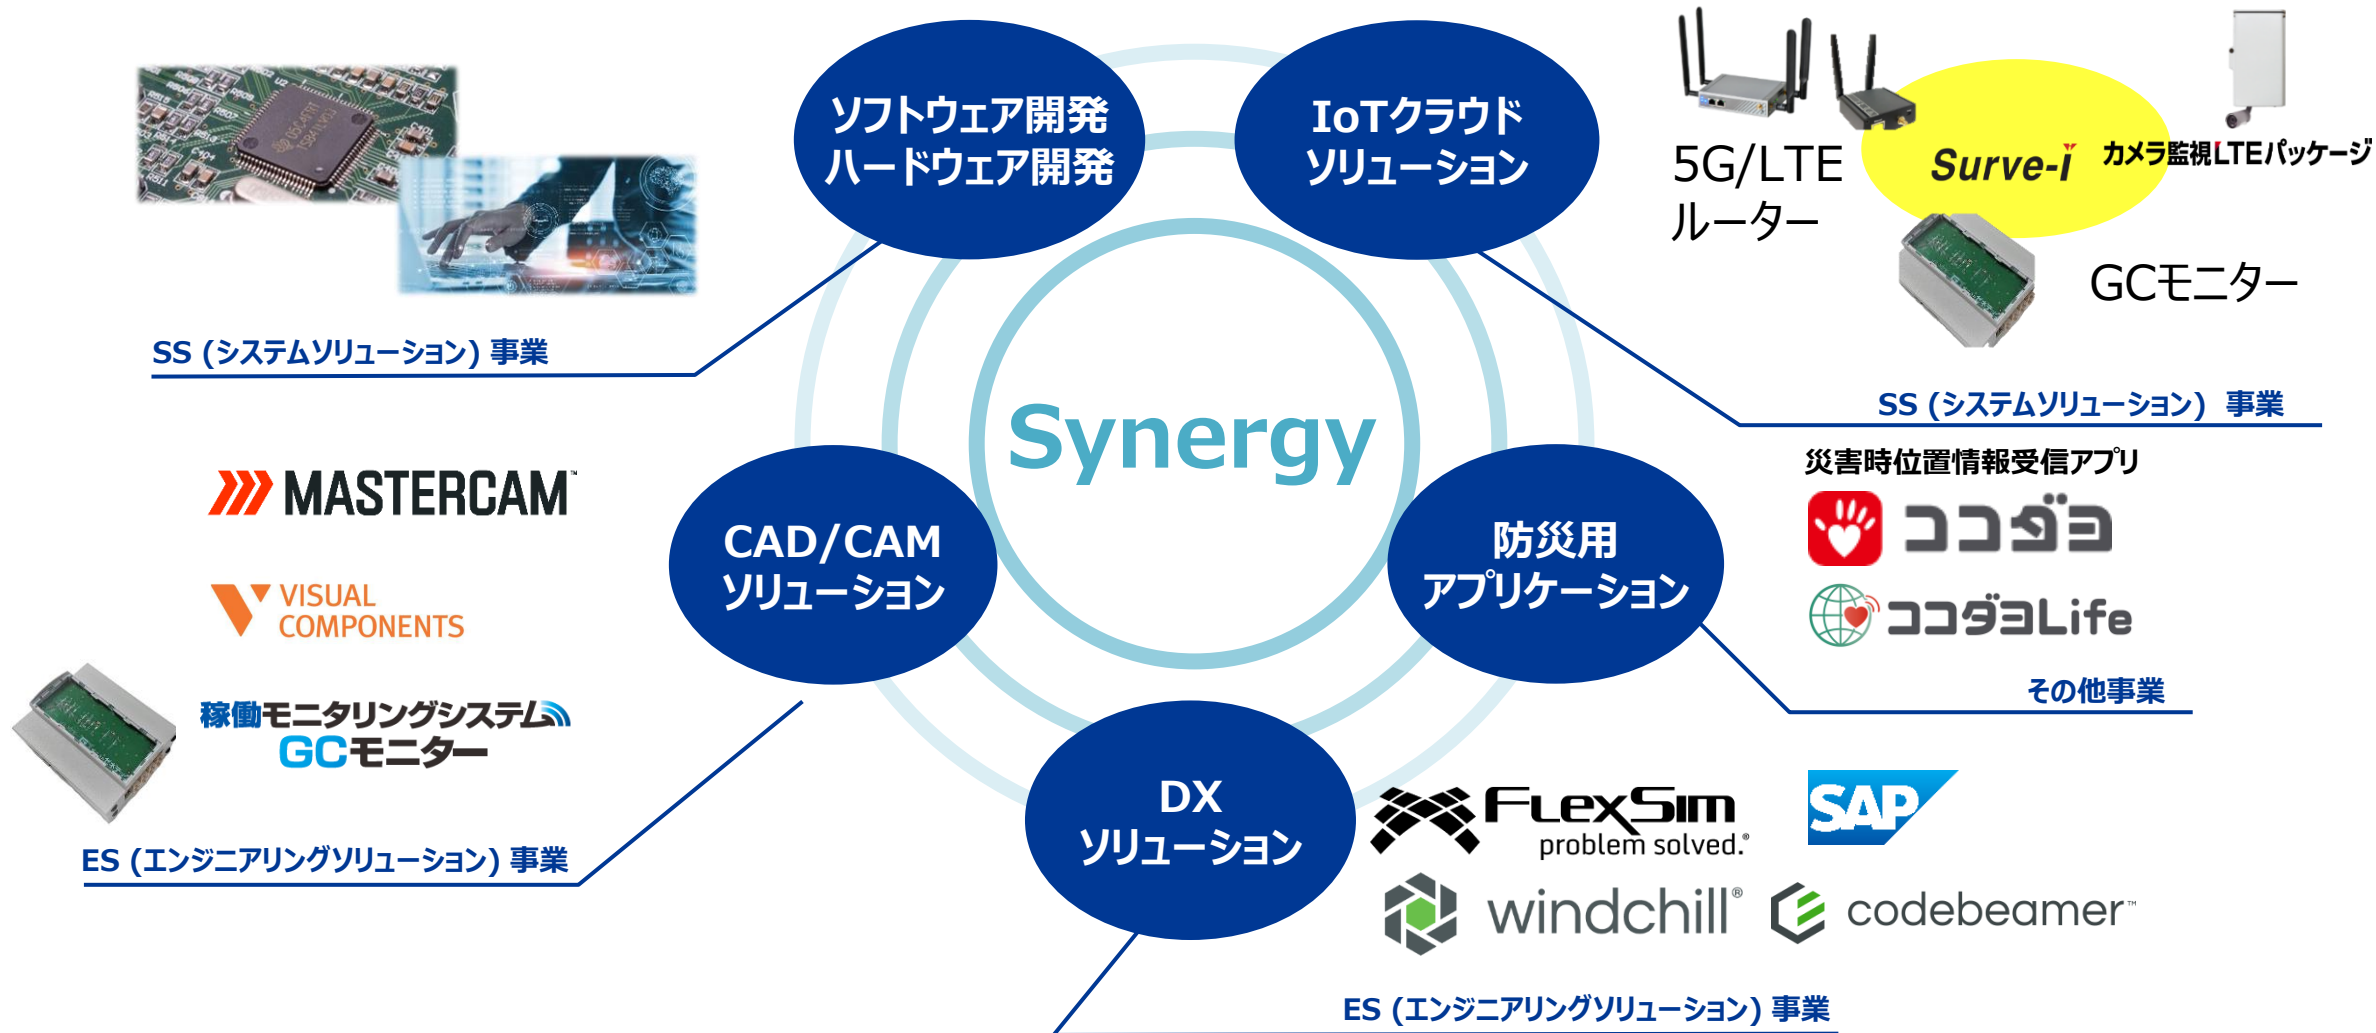 ソフトウェア開発
ハードウェア開発
IoTクラウド
ソリューション
5G/LTE
ルーター
Surve-i
カメラ監視LTEパッケージ
GCモニター
SS (システムソリューション) 事業
SS (システムソリューション) 事業
Synergy
MASTERCAM™
VISUAL
COMPONENTS
稼働モニタリングシステム
GCモニター
ES (エンジニアリングソリューション) 事業
CAD/CAM
ソリューション
防災用
アプリケーション
災害時位置情報受信アプリ
ココダヨ
ココダヨLife
その他事業
DX
ソリューション
FLEXSIM
problem solved.®
SAP
windchill®
codebeamer™
ES (エンジニアリングソリューション) 事業